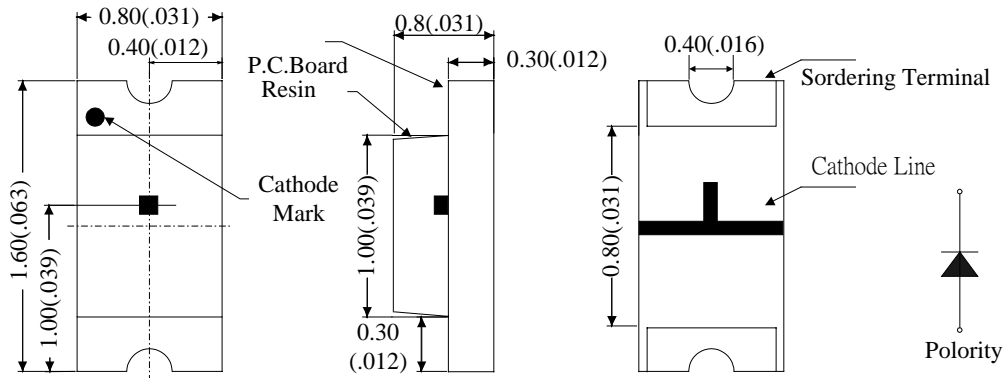 0.80(.031)
0.40(.012)
1.60(.063)
1.00(.039)
Cathode
Mark
P.C.Board
Resin
0.8(.031)
0.30(.012)
1.00(.039)
0.30
(.012)
0.40(.016)
Sordering Terminal
Cathode Line
0.80(.031)
Polority